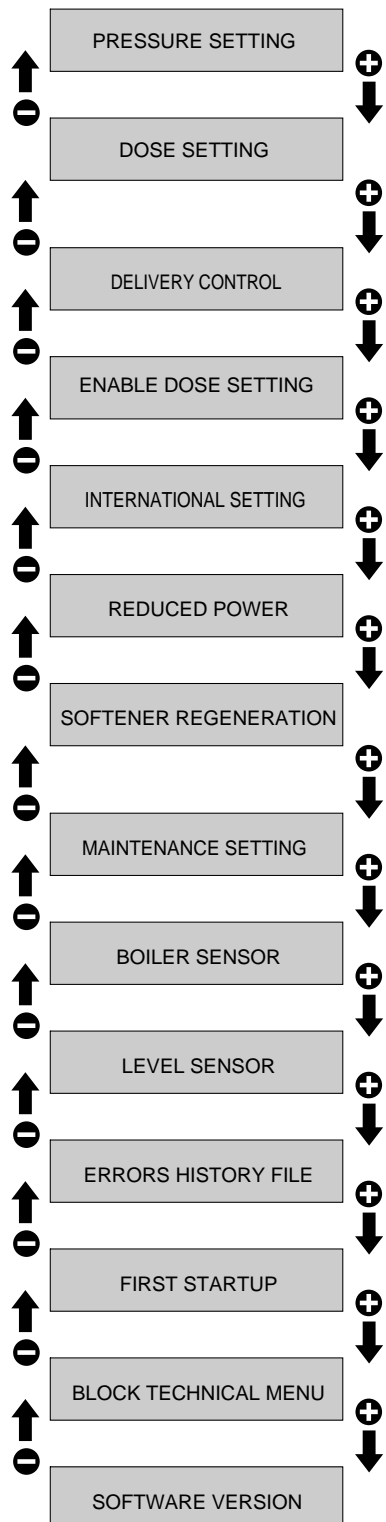 PRESSURE SETTING
DOSE SETTING
DELIVERY CONTROL
ENABLE DOSE SETTING
INTERNATIONAL SETTING
REDUCED POWER
SOFTENER REGENERATION
MAINTENANCE SETTING
BOILER SENSOR
LEVEL SENSOR
ERRORS HISTORY FILE
FIRST STARTUP
BLOCK TECHNICAL MENU
SOFTWARE VERSION